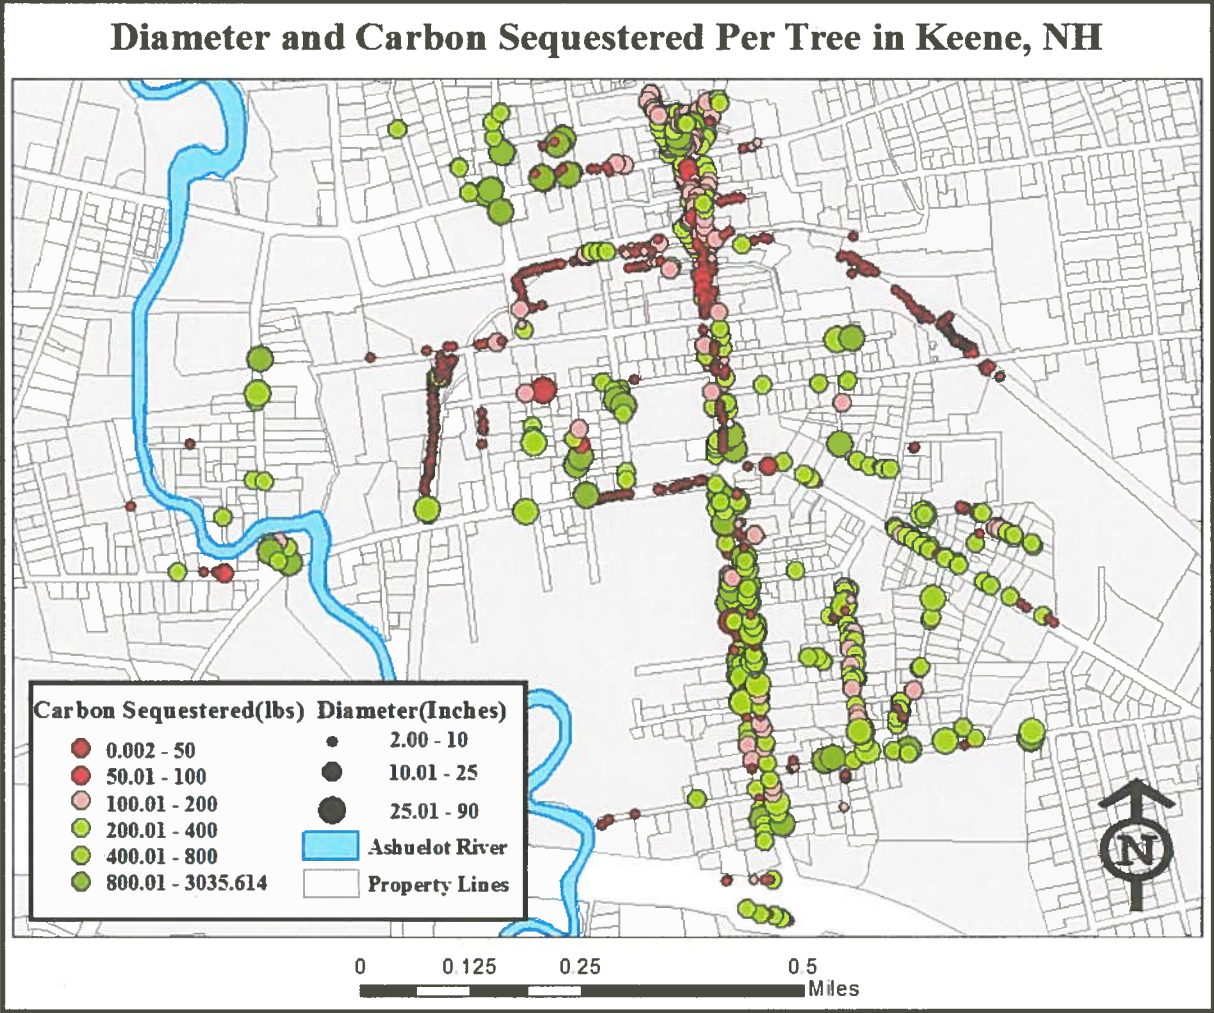 Diameter and Carbon Sequestered Per Tree in Keene, NH
Carbon Sequestered(lbs)
0.002 - 50
50.01 - 100
100.01 - 200
200.01 - 400
400.01 - 800
800.01 - 3035.614
Diameter(Inches)
2.00 - 10
10.01 - 25
25.01 - 90
Ashuelot River
Property Lines
N
0 0.125 0.25 0.5
Miles